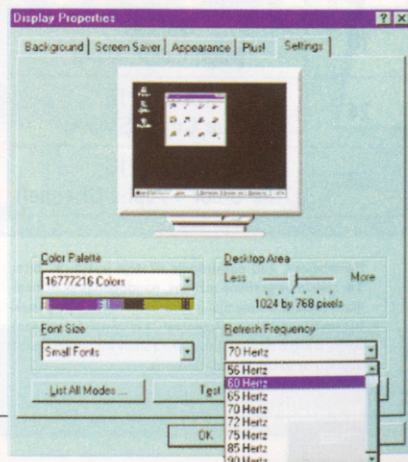 Display Properties
Background Screen Saver Appearance Plus! Settings
Color Palette
16777216 Colors
Desktop Area
Less More
1024 by 768 pixels
Font Size
Small Fonts
Refresh Frequency
70 Hertz
56 Hertz
60 Hertz
65 Hertz
70 Hertz
72 Hertz
75 Hertz
85 Hertz
90 Hertz
List All Modes ...
Test
OK